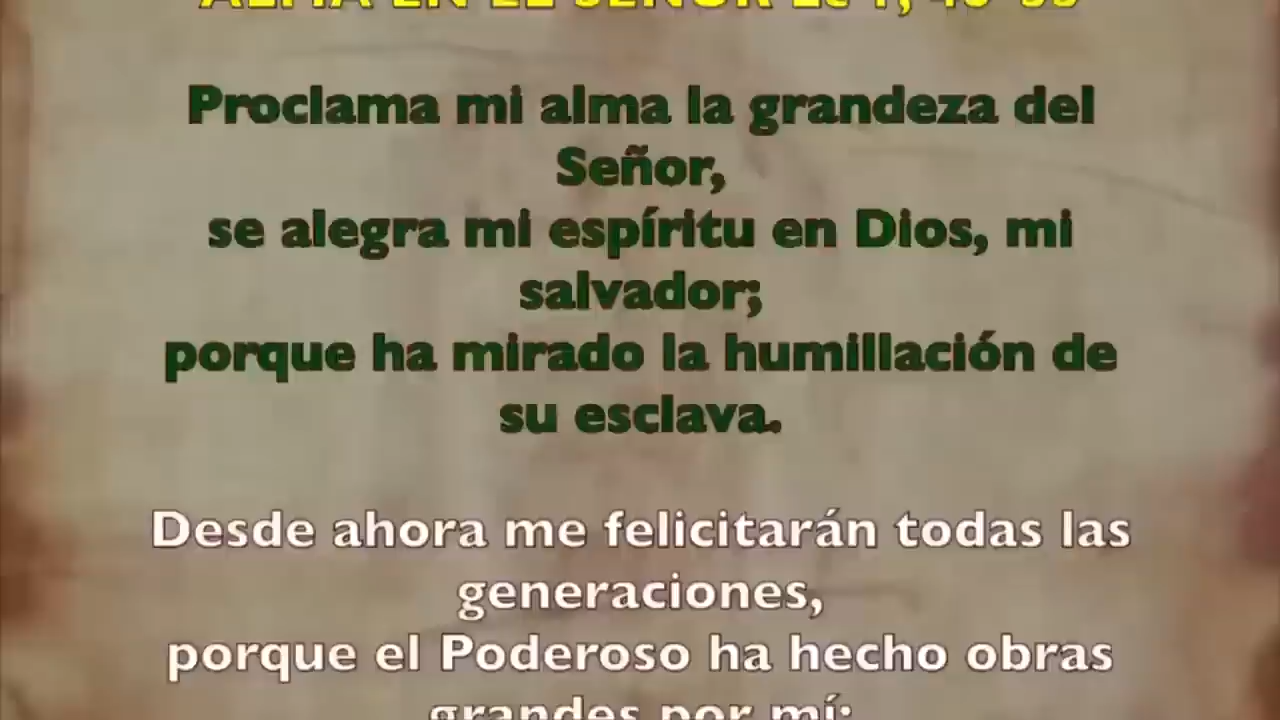 ALMA EN EL SEÑOR Lc 1, 46-55
Proclama mi alma la grandeza del
Señor,
se alegra mi espíritu en Dios, mi
salvador;
porque ha mirado la humillación de
su esclava.
Desde ahora me felicitarán todas las
generaciones,
porque el Poderoso ha hecho obras
grandes por mí: